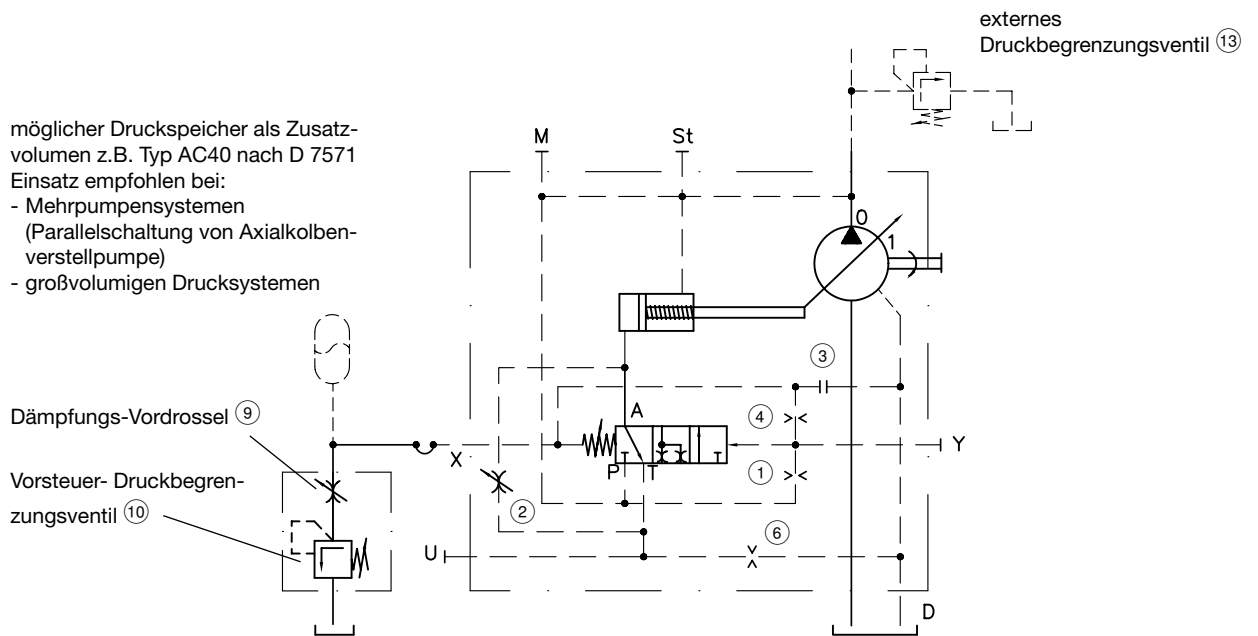 externes
Druckbegrenzungsventil 13
möglicher Druckspeicher als Zusatz-
volumen z.B. Typ AC40 nach D 7571
Einsatz empfohlen bei:
- Mehrpumpensystemen
(Parallelschaltung von Axialkolben-
verstellpumpe)
- großvolumigen Drucksystemen
M
St
0
1
3
Dämpfungs-Vordrossel 9
A
4
X
Y
P
T
1
Vorsteuer- Druckbegren-
zungsventil 10
2
U
6
D